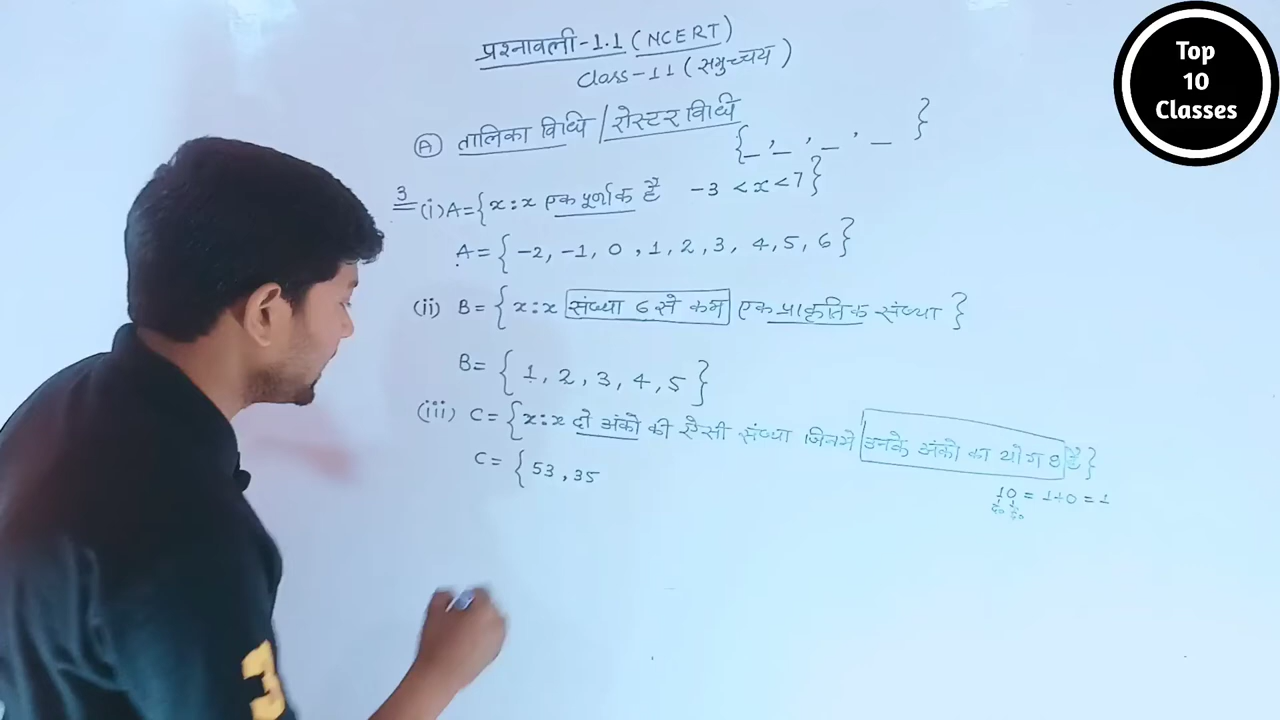 प्रश्नावली-1.1 (NCERT)
Class-11 (समुच्चय)
Top
10
Classes
(A) तालिका विधि / रोस्टर विधि
{_, _, _, _ }
3 (i) A={x:x एक पूर्णांक है -3 < x < 7}
A = { -2, -1, 0, 1, 2, 3, 4, 5, 6 }
(ii) B = { x:x संख्या 6 से कम एक प्राकृतिक संख्या }
B = { 1, 2, 3, 4, 5 }
(iii) C = {x:x दो अंको की ऐसी संख्या जिनमे उनके अंको का योग 8 है}
C = { 53, 35
10 = 1+0 = 1
3